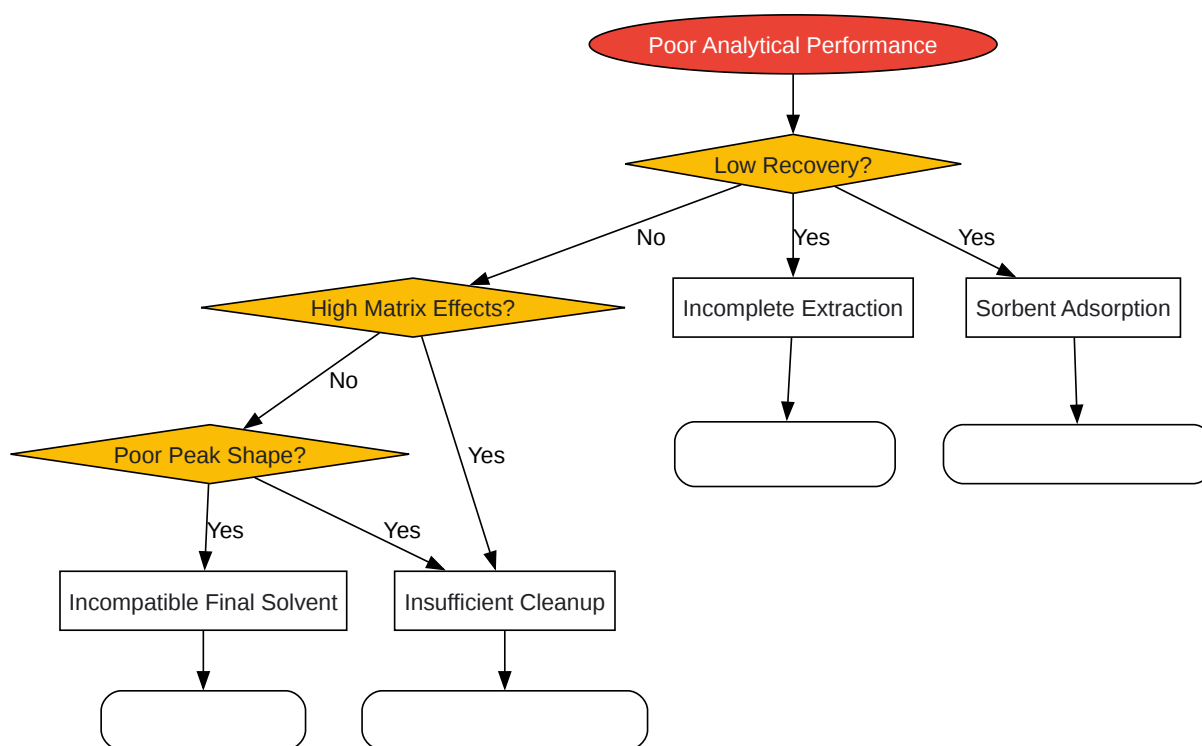 Poor Analytical Performance
Low Recovery?
No
Yes
Yes
High Matrix Effects?
Incomplete Extraction
Sorbent Adsorption
No
Poor Peak Shape?
Yes
Yes
Yes
Incompatible Final Solvent
Insufficient Cleanup